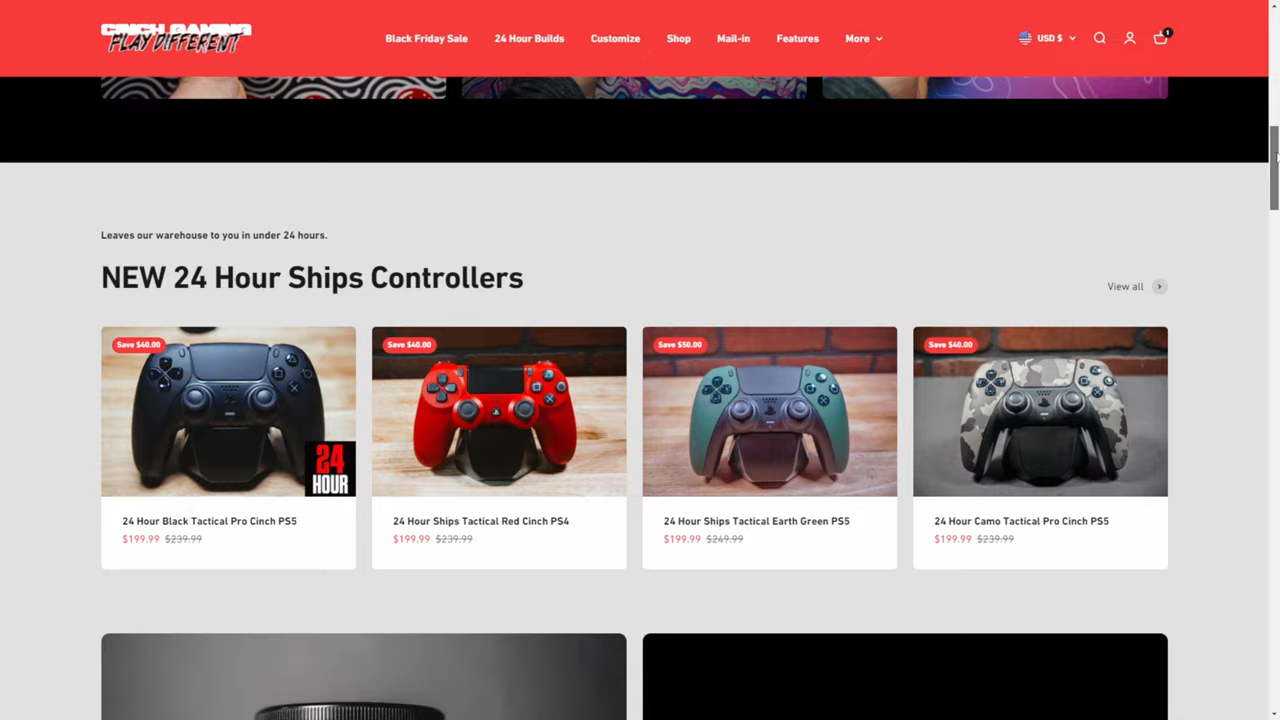 CINCH GAMING
PLAY DIFFERENT
Black Friday Sale
24 Hour Builds
Customize
Shop
Mail-in
Features
More
USD $
1
Leaves our warehouse to you in under 24 hours.
NEW 24 Hour Ships Controllers
View all
Save $40.00
Save $40.00
Save $50.00
Save $40.00
24
HOUR
24 Hour Black Tactical Pro Cinch PS5
$199.99 $239.99
24 Hour Ships Tactical Red Cinch PS4
$199.99 $239.99
24 Hour Ships Tactical Earth Green PS5
$199.99 $249.99
24 Hour Camo Tactical Pro Cinch PS5
$199.99 $239.99